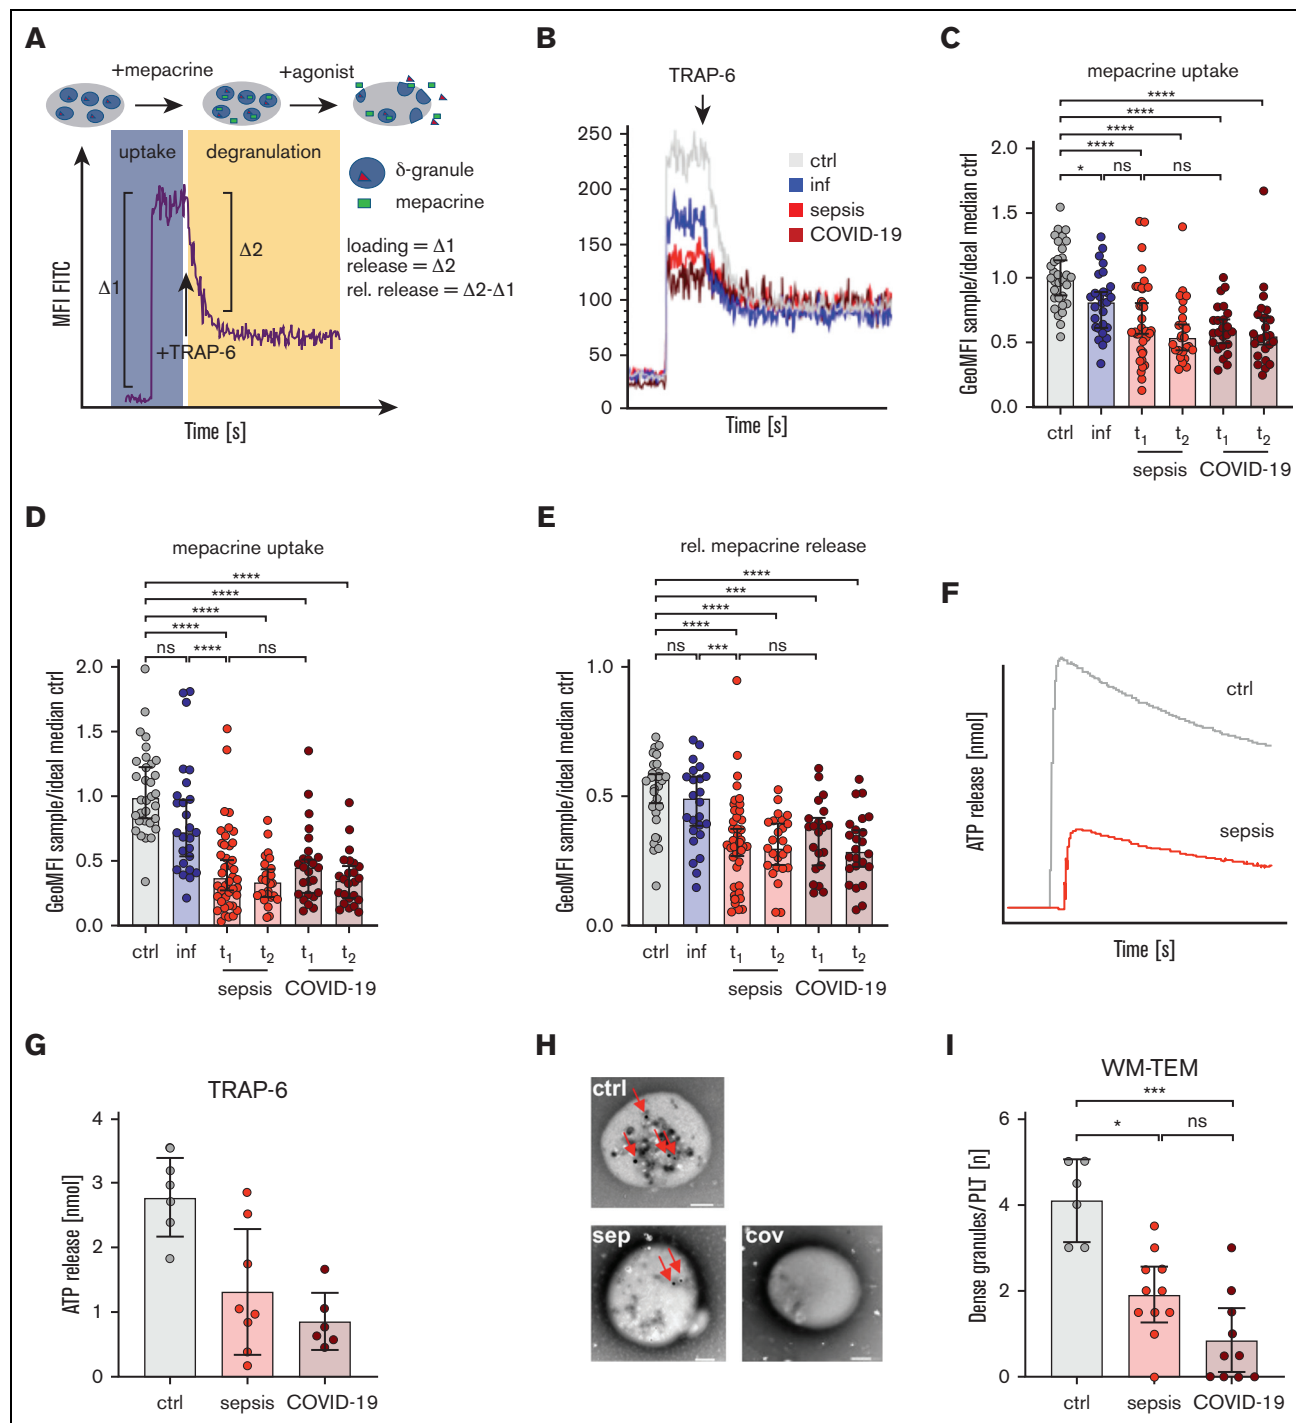 A
+mepacrine
+agonist
uptake
degranulation
MFI FITC
Δ1
Δ2
+TRAP-6
Time [s]
δ-granule
mepacrine
loading = Δ1
release = Δ2
rel. release = Δ2-Δ1
B
TRAP-6
250
200
150
100
50
0
ctrl
inf
sepsis
COVID-19
Time [s]
C
mepacrine uptake
****
****
****
****
*
ns
ns
GeoMFI sample/ideal median ctrl
2.0
1.5
1.0
0.5
0.0
ctrl
inf
t1
t2
t1
t2
sepsis
COVID-19
D
mepacrine uptake
****
****
****
****
ns
****
ns
GeoMFI sample/ideal median ctrl
2.0
1.5
1.0
0.5
0.0
ctrl
inf
t1
t2
t1
t2
sepsis
COVID-19
E
rel. mepacrine release
****
***
****
****
ns
***
ns
GeoMFI sample/ideal median ctrl
1.0
0.5
0.0
ctrl
inf
t1
t2
t1
t2
sepsis
COVID-19
F
ATP release [nmol]
ctrl
sepsis
Time [s]
G
TRAP-6
ATP release [nmol]
4
3
2
1
0
ctrl
sepsis
COVID-19
H
ctrl
sep
cov
I
WM-TEM
***
*
ns
Dense granules/PLT [n]
6
4
2
0
ctrl
sepsis
COVID-19